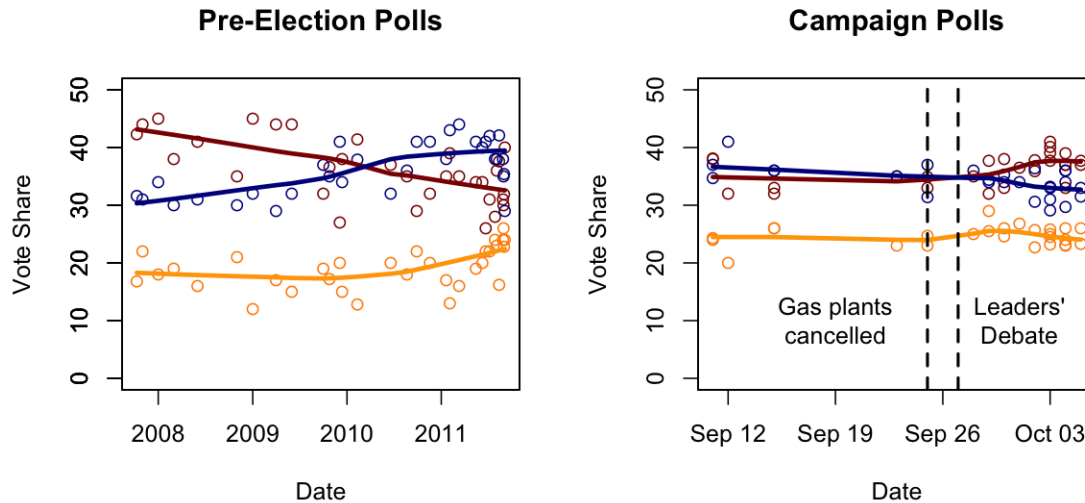 Pre-Election Polls
Vote Share
50
40
30
20
10
0
2008 2009 2010 2011
Date
Campaign Polls
Vote Share
50
40
30
20
10
0
Gas plants
cancelled
Leaders'
Debate
Sep 12 Sep 19 Sep 26 Oct 03
Date